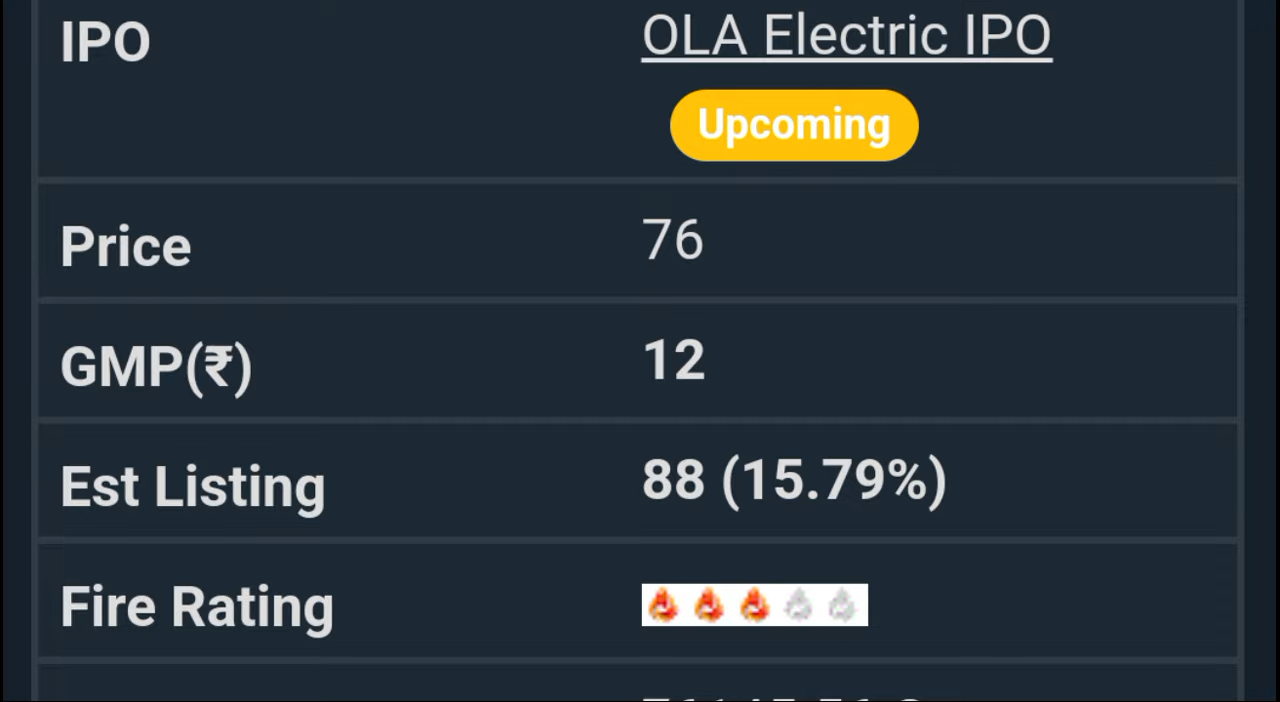 IPO OLA Electric IPO
Upcoming
Price 76
GMP(₹) 12
Est Listing 88 (15.79%)
Fire Rating